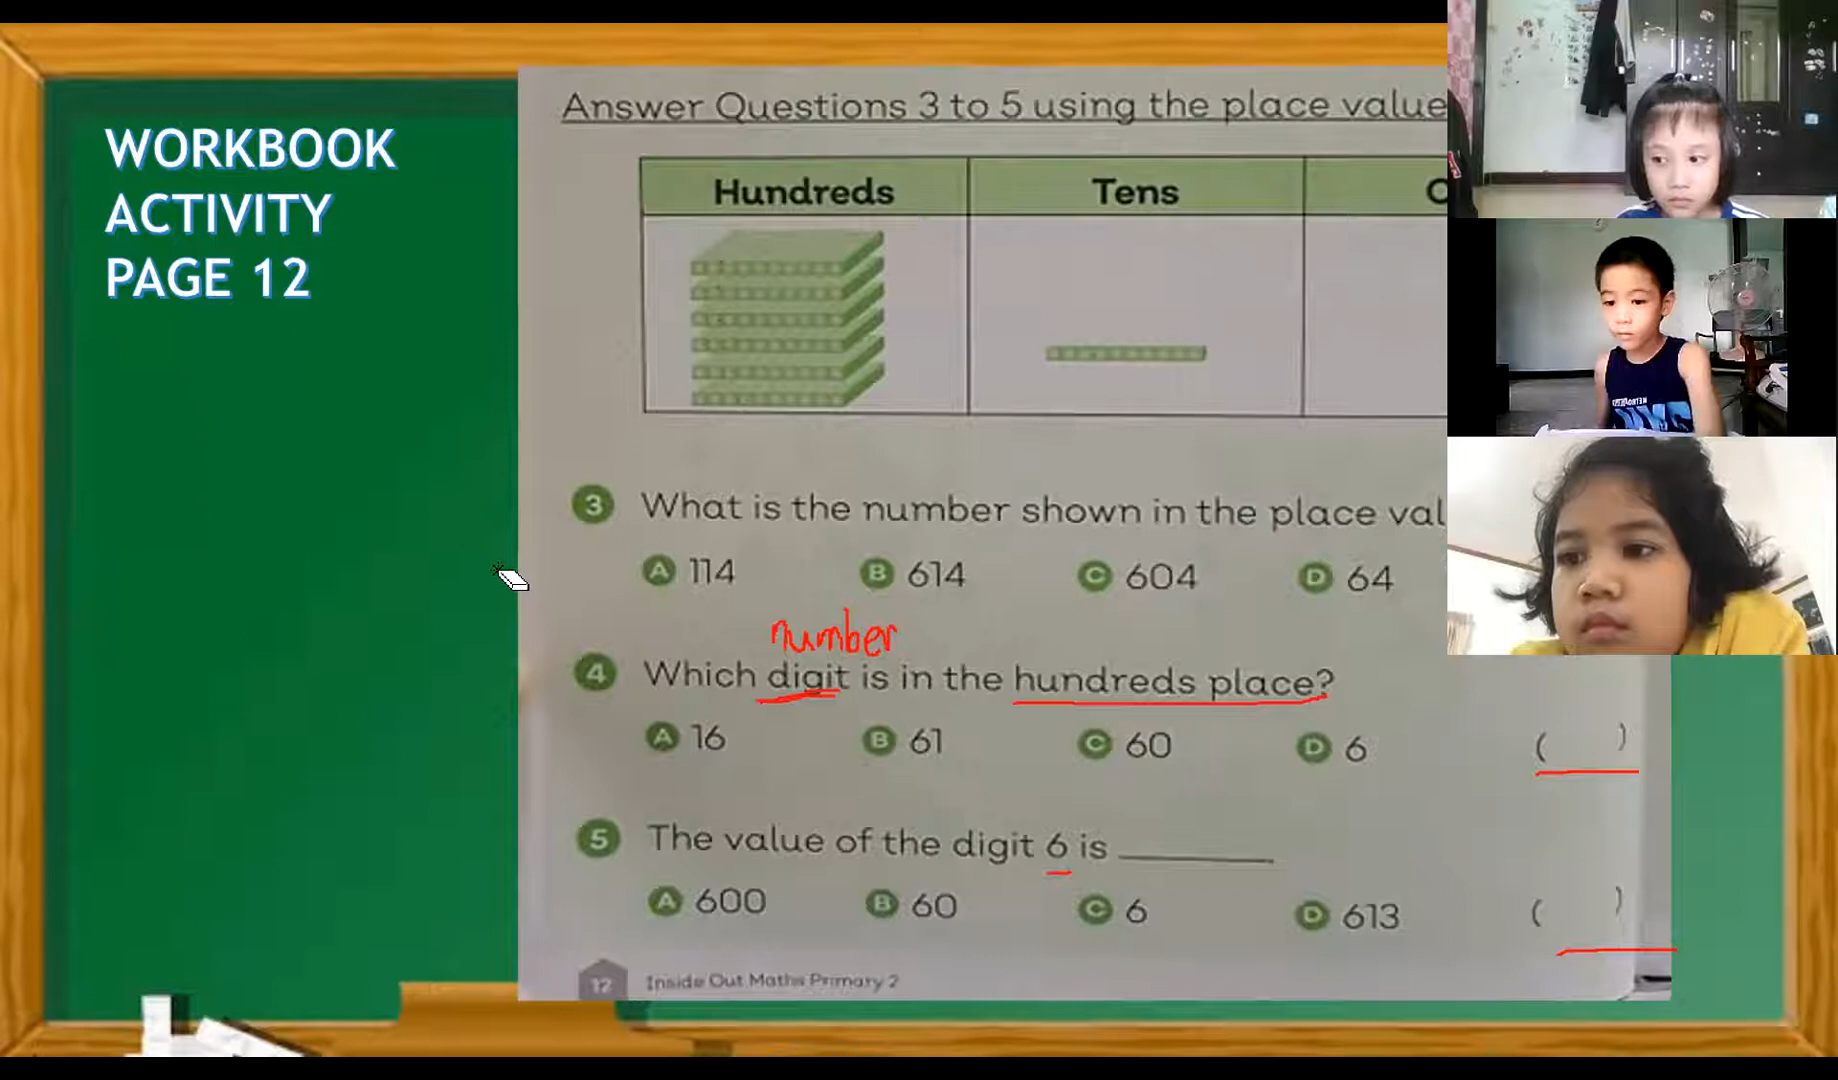 WORKBOOK
ACTIVITY
PAGE 12
Answer Questions 3 to 5 using the place value
Hundreds Tens
3 What is the number shown in the place val
A 114 B 614 C 604 D 64
number
4 Which digit is in the hundreds place?
A 16 B 61 C 60 D 6 ( )
5 The value of the digit 6 is ________
A 600 B 60 C 6 D 613 ( )
12 Inside Out Maths Primary 2